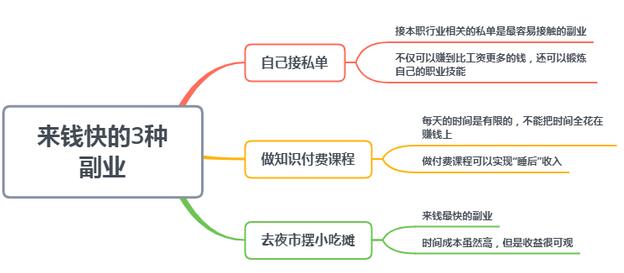 来钱快的3种
副业
自己接私单
接本职行业相关的私单是最容易接触的副业
不仅可以赚到比工资更多的钱，还可以锻炼
自己的职业技能
做知识付费课程
每天的时间是有限的，不能把时间全花在
赚钱上
做付费课程可以实现“睡后”收入
去夜市摆小吃摊
来钱最快的副业
时间成本虽然高，但是收益很可观